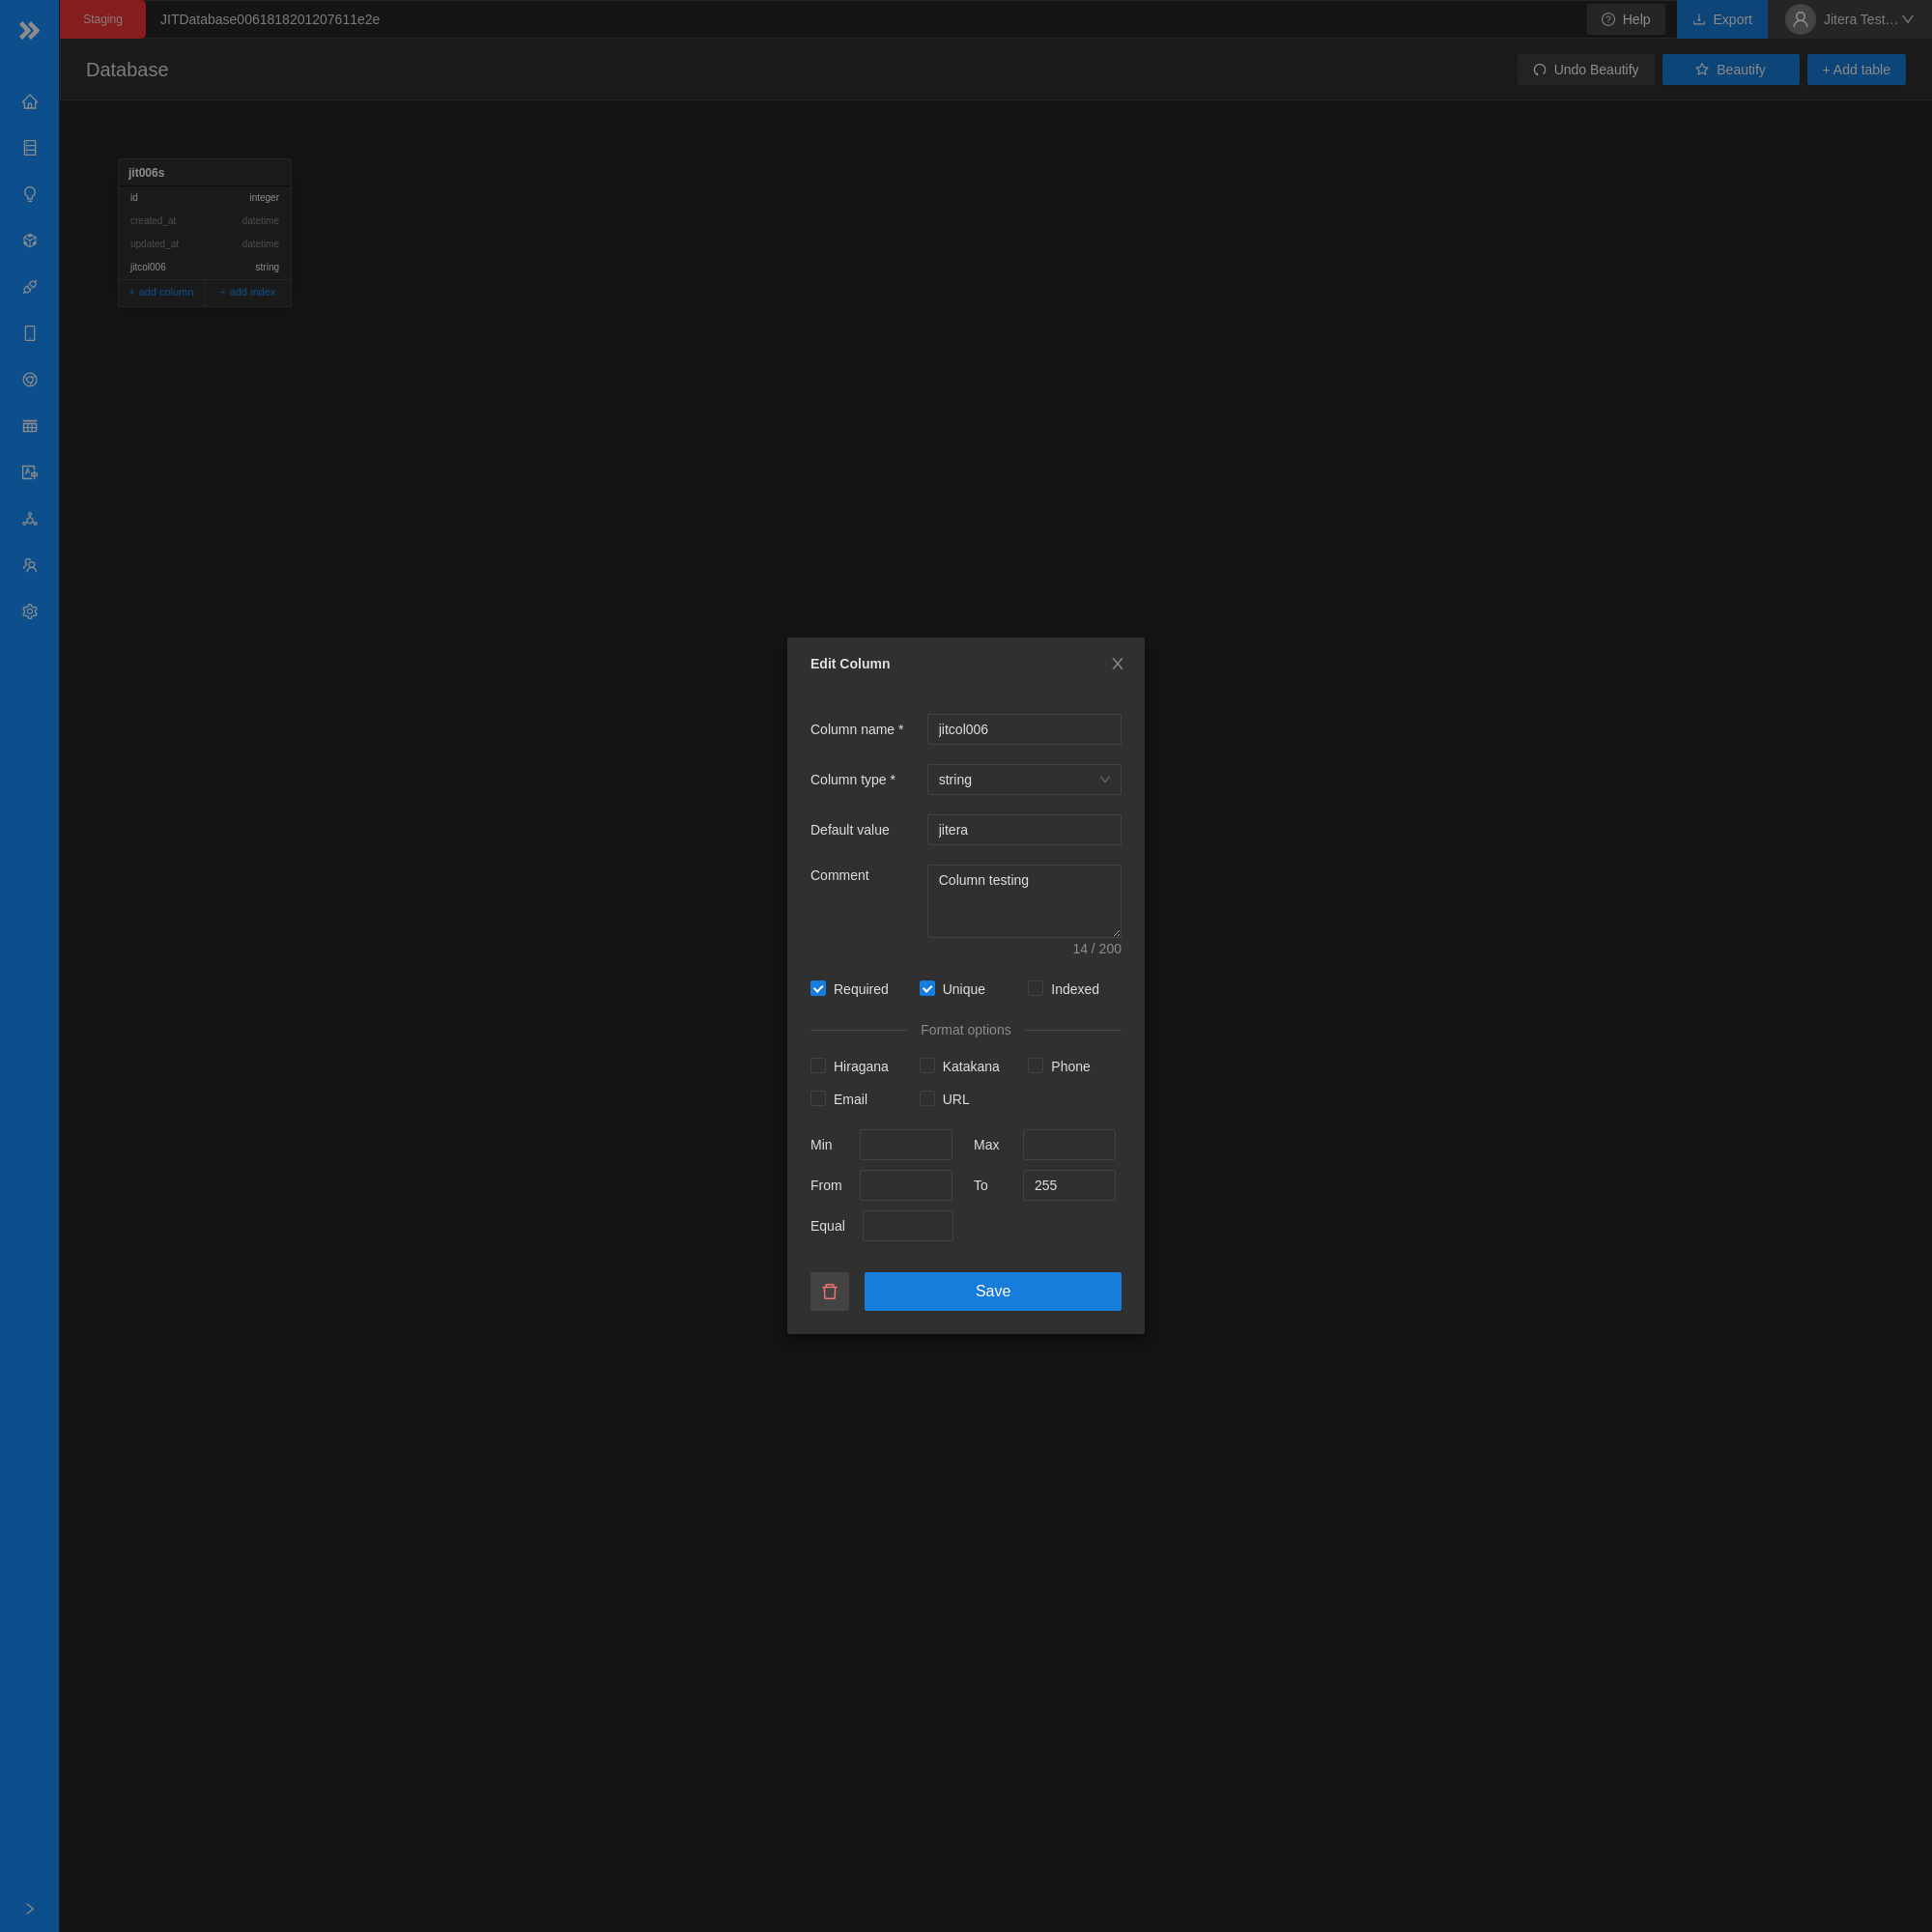 Staging JITDatabase0061818201207611e2e Help Export Jitera Test…
Database Undo Beautify Beautify + Add table
jit006s
id integer
created_at datetime
updated_at datetime
jitcol006 string
+ add column + add index
Edit Column
Column name * jitcol006
Column type * string
Default value jitera
Comment Column testing
14 / 200
Required Unique Indexed
Format options
Hiragana Katakana Phone
Email URL
Min Max
From To 255
Equal
Save